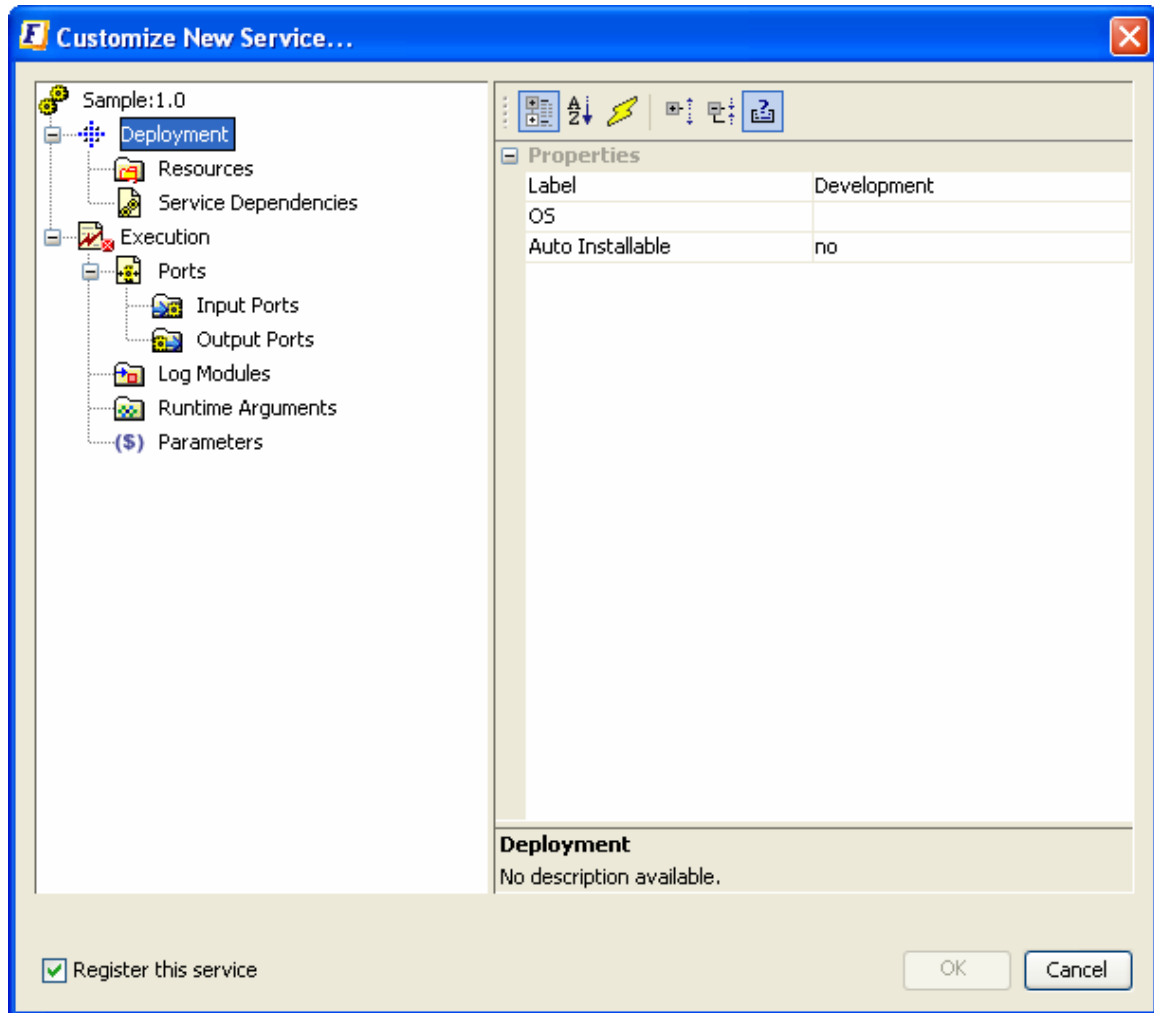 Customize New Service...
Sample:1.0
Deployment
Resources
Service Dependencies
Execution
Ports
Input Ports
Output Ports
Log Modules
Runtime Arguments
($) Parameters
Properties
Label Development
OS
Auto Installable no
Deployment
No description available.
Register this service
OK Cancel